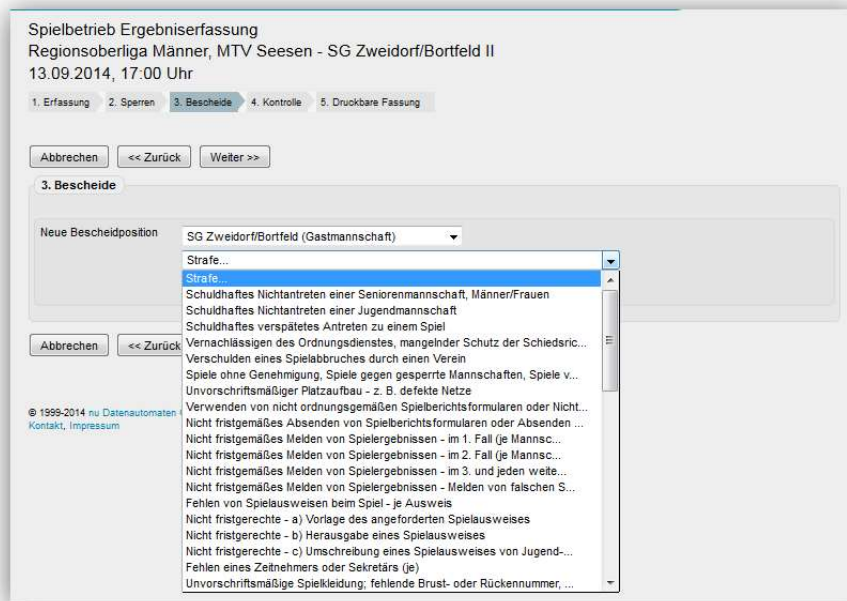 Spielbetrieb Ergebniserfassung
Regionsoberliga Männer, MTV Seesen - SG Zweidorf/Bortfeld II
13.09.2014, 17:00 Uhr
1. Erfassung 2. Sperren 3. Bescheide 4. Kontrolle 5. Druckbare Fassung
Abbrechen << Zurück Weiter >>
3. Bescheide
Neue Bescheidposition SG Zweidorf/Bortfeld (Gastmannschaft)
Strafe...
Strafe...
Schuldhaftes Nichtantreten einer Seniorenmannschaft, Männer/Frauen
Schuldhaftes Nichtantreten einer Jugendmannschaft
Schuldhaftes verspätetes Antreten zu einem Spiel
Vernachlässigen des Ordnungsdienstes, mangelnder Schutz der Schiedsric...
Verschulden eines Spielabbruches durch einen Verein
Spiele ohne Genehmigung, Spiele gegen gesperrte Mannschaften, Spiele v...
Unvorschriftsmäßiger Platzaufbau - z. B. defekte Netze
Verwenden von nicht ordnungsgemäßen Spielberichtsformularen oder Nicht...
Nicht fristgemäßes Absenden von Spielberichtsformularen oder Absenden ...
Nicht fristgemäßes Melden von Spielergebnissen - im 1. Fall (je Mannsc...
Nicht fristgemäßes Melden von Spielergebnissen - im 2. Fall (je Mannsc...
Nicht fristgemäßes Melden von Spielergebnissen - im 3. und jeden weite...
Nicht fristgemäßes Melden von Spielergebnissen - Melden von falschen S...
Fehlen von Spielausweisen beim Spiel - je Ausweis
Nicht fristgerechte - a) Vorlage des angeforderten Spielausweises
Nicht fristgerechte - b) Herausgabe eines Spielausweises
Nicht fristgerechte - c) Umschreibung eines Spielausweises von Jugend-...
Fehlen eines Zeitnehmers oder Sekretärs (je)
Unvorschriftsmäßige Spielkleidung; fehlende Brust- oder Rückennummer, ...
Abbrechen << Zurück
© 1999-2014 nu Datenautomaten
Kontakt, Impressum